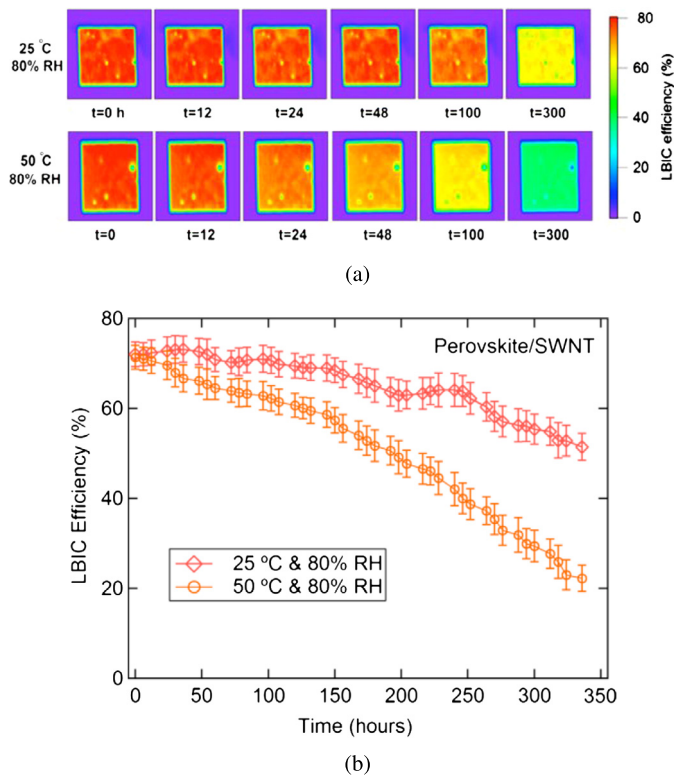 25 °C
80% RH
t=0 h t=12 t=24 t=48 t=100 t=300
50 °C
80% RH
t=0 t=12 t=24 t=48 t=100 t=300
80
60
40
20
0
LBIC efficiency (%)
(a)
80
60
40
20
0
LBIC Efficiency (%)
Perovskite/SWNT
25 ºC & 80% RH
50 ºC & 80% RH
0 50 100 150 200 250 300 350
Time (hours)
(b)